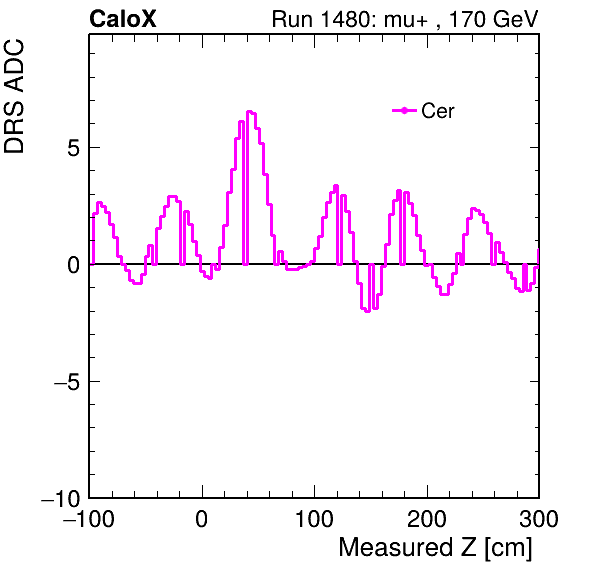 CaloX
Run 1480: mu+ , 170 GeV
DRS ADC
Cer
5
0
−5
−10
−100
0
100
200
300
Measured Z [cm]